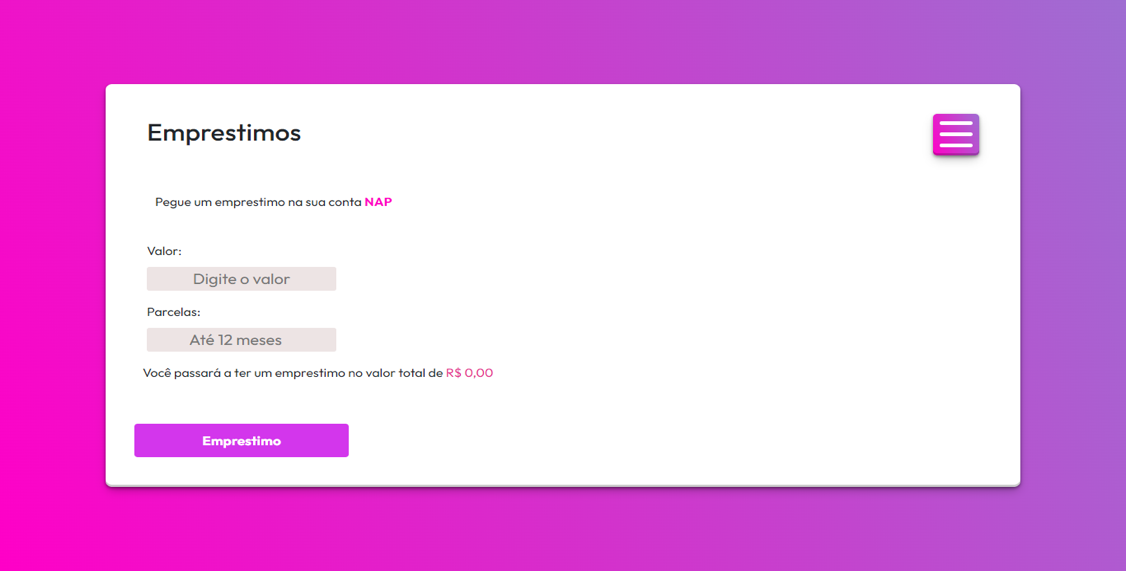 Emprestimos
Pegue um emprestimo na sua conta NAP
Valor:
Digite o valor
Parcelas:
Até 12 meses
Você passará a ter um emprestimo no valor total de R$ 0,00
Emprestimo